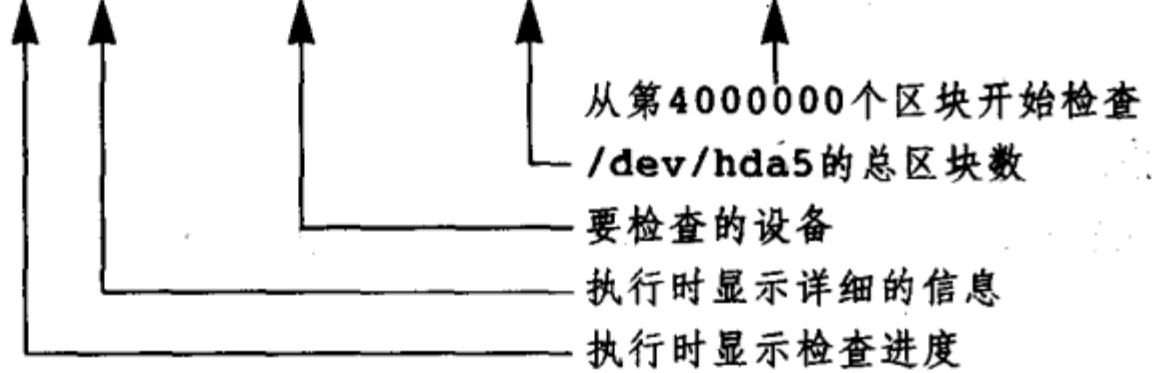 从第4000000个区块开始检查
/dev/hda5的总区块数
要检查的设备
执行时显示详细的信息
执行时显示检查进度